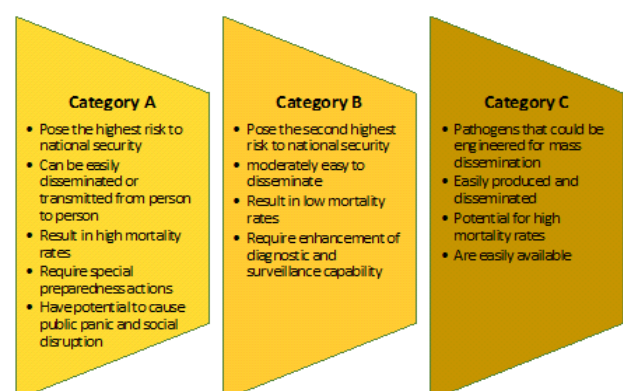 Category A
• Pose the highest risk to
national security
• Can be easily
disseminated or
transmitted from person
to person
• Result in high mortality
rates
• Require special
preparedness actions
• Have potential to cause
public panic and social
disruption
Category B
• Pose the second highest
risk to national security
• moderately easy to
disseminate
• Result in low mortality
rates
• Require enhancement of
diagnostic and
surveillance capability
Category C
• Pathogens that could be
engineered for mass
dissemination
• Easily produced and
disseminated
• Potential for high
mortality rates
• Are easily available